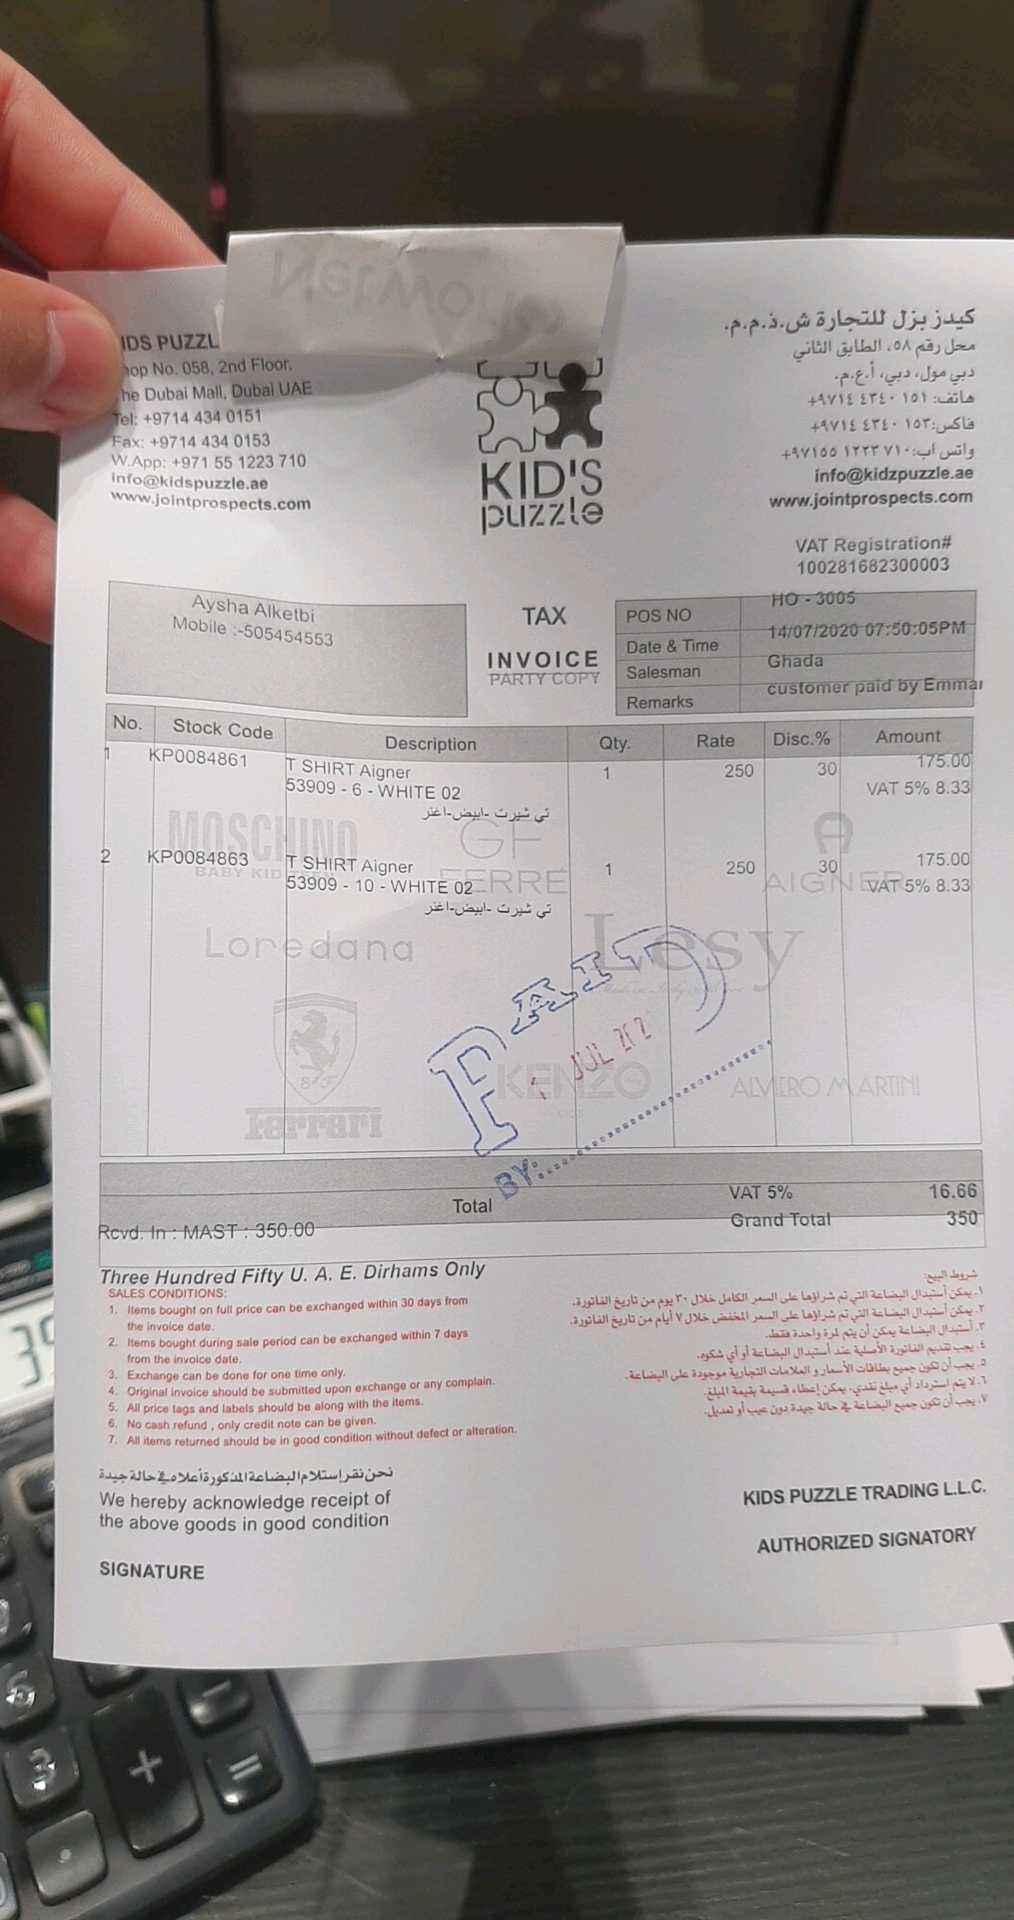 IDS PUZZL
hop No. 058, 2nd Floor.
he Dubai Mall, Dubai UAE
Tel: +9714 434 0151
Fax: +9714 434 0153
W.App: +971 55 1223 710
info@kidspuzzle.ae
www.jointprospects.com
KID'S
puzzle
كيدز بزل للتجارة ش.ذ.م.م.
محل رقم ٠٥٨، الطابق الثاني
دبي مول، دبي، أ.ع.م.
هاتف: ١٥١ ٤٣٤٠ ٩٧١٤+
فاكس: ١٥٣ ٤٣٤٠ ٩٧١٤+
واتس اب: ٧١٠ ١٢٢٣ ٩٧١٥٥+
info@kidzpuzzle.ae
www.jointprospects.com
VAT Registration#
100281682300003
Aysha Alketbi
Mobile :-505454553
TAX
INVOICE
PARTY COPY
POS NO HO - 3005
Date & Time 14/07/2020 07:50:05PM
Salesman Ghada
Remarks customer paid by Emmar
No. Stock Code Description Qty. Rate Disc.% Amount
1 KP0084861 T SHIRT Aigner 1 250 30 175.00
53909 - 6 - WHITE 02 VAT 5% 8.33
تي شيرت -ابيض-اغنر
MOSCHINO
BABY KID TEEN
GF
FERRE
AIGNER
2 KP0084863 T SHIRT Aigner 1 250 30 175.00
53909 - 10 - WHITE 02 VAT 5% 8.33
تي شيرت -ابيض-اغنر
Loredana
Lesy
PAID
JUL 202
BY:
Ferrari
KENZO
KIDS
ALVIERO MARTINI
Total
VAT 5% 16.66
Rcvd. In : MAST : 350.00
Grand Total 350
Three Hundred Fifty U. A. E. Dirhams Only
SALES CONDITIONS:
1. Items bought on full price can be exchanged within 30 days from
the invoice date.
2. Items bought during sale period can be exchanged within 7 days
from the invoice date.
3. Exchange can be done for one time only.
4. Original invoice should be submitted upon exchange or any complain.
5. All price tags and labels should be along with the items.
6. No cash refund , only credit note can be given.
7. All items returned should be in good condition without defect or alteration.
شروط البيع:
١. يمكن أستبدال البضاعة التي تم شراؤها على السعر الكامل خلال ٣٠ يوم من تاريخ الفاتورة.
٢. يمكن أستبدال البضاعة التي تم شراؤها على السعر المخفض خلال ٧ أيام من تاريخ الفاتورة.
٣. أستبدال البضاعة يمكن أن يتم لمرة واحدة فقط.
٤. يجب تقديم الفاتورة الأصلية عند أستبدال البضاعة أو أي شكوه.
٥. يجب أن تكون جميع بطاقات الأسعار و العلامات التجارية موجودة على البضاعة.
٦. لا يتم استرداد أي مبلغ نقدي، يمكن إعطاء قسيمة بقيمة المبلغ.
٧. يجب أن تكون جميع البضاعة في حالة جيدة دون عيب أو تعديل.
نحن نقر إستلام البضاعة المذكورة أعلاه في حالة جيدة
We hereby acknowledge receipt of
the above goods in good condition
KIDS PUZZLE TRADING L.L.C.
AUTHORIZED SIGNATORY
SIGNATURE
3
+
=